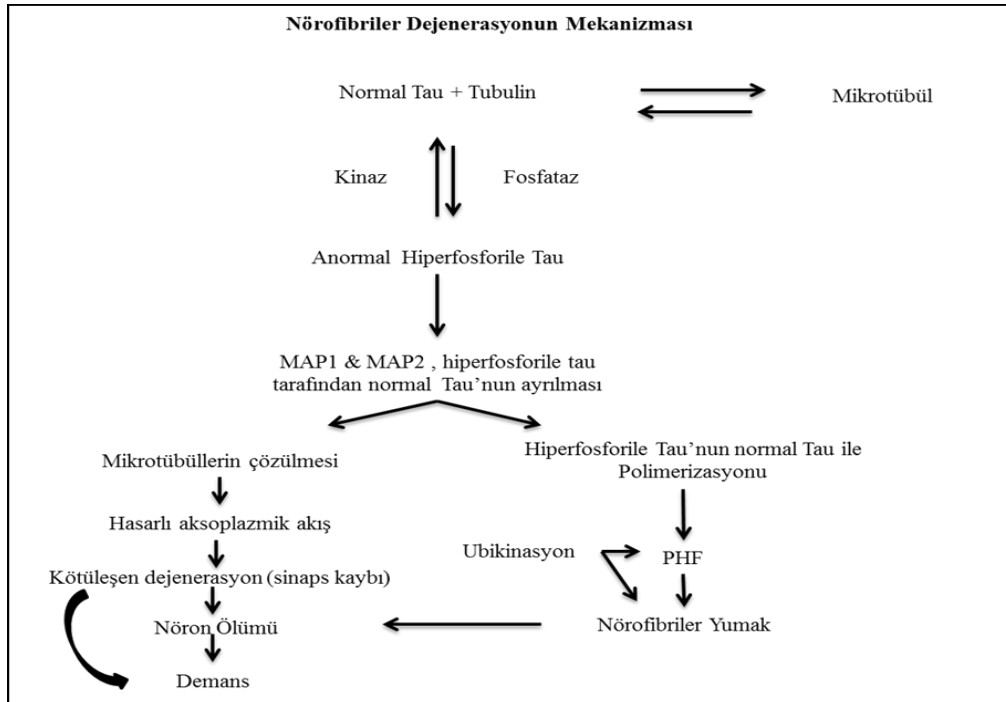 Nörofibriler Dejenerasyonun Mekanizması
Normal Tau + Tubulin
Mikrotübül
Kinaz
Fosfataz
Anormal Hiperfosforile Tau
MAP1 & MAP2 , hiperfosforile tau
tarafından normal Tau’nun ayrılması
Mikrotübüllerin çözülmesi
Hiperfosforile Tau’nun normal Tau ile
Polimerizasyonu
Hasarlı aksoplazmik akış
Ubikinasyon
PHF
Kötüleşen dejenerasyon (sinaps kaybı)
Nöron Ölümü
Nörofibriler Yumak
Demans